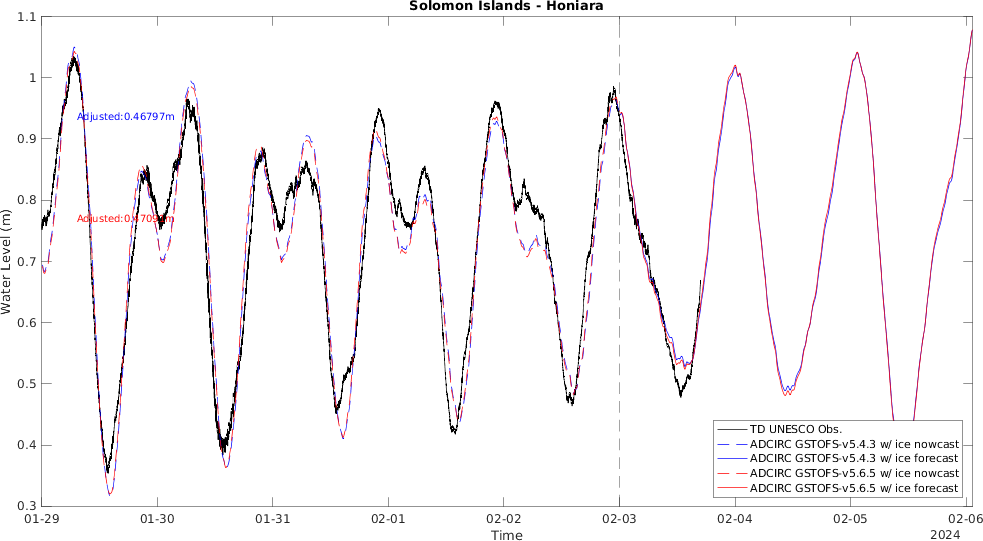 Solomon Islands - Honiara
1.1
1
0.9
0.8
0.7
0.6
0.5
0.4
0.3
Water Level (m)
Adjusted:0.46797m
01-29
01-30
01-31
02-01
02-02
02-03
02-04
02-05
02-06
Time
2024
TD UNESCO Obs.
ADCIRC GSTOFS-v5.4.3 w/ ice nowcast
ADCIRC GSTOFS-v5.4.3 w/ ice forecast
ADCIRC GSTOFS-v5.6.5 w/ ice nowcast
ADCIRC GSTOFS-v5.6.5 w/ ice forecast